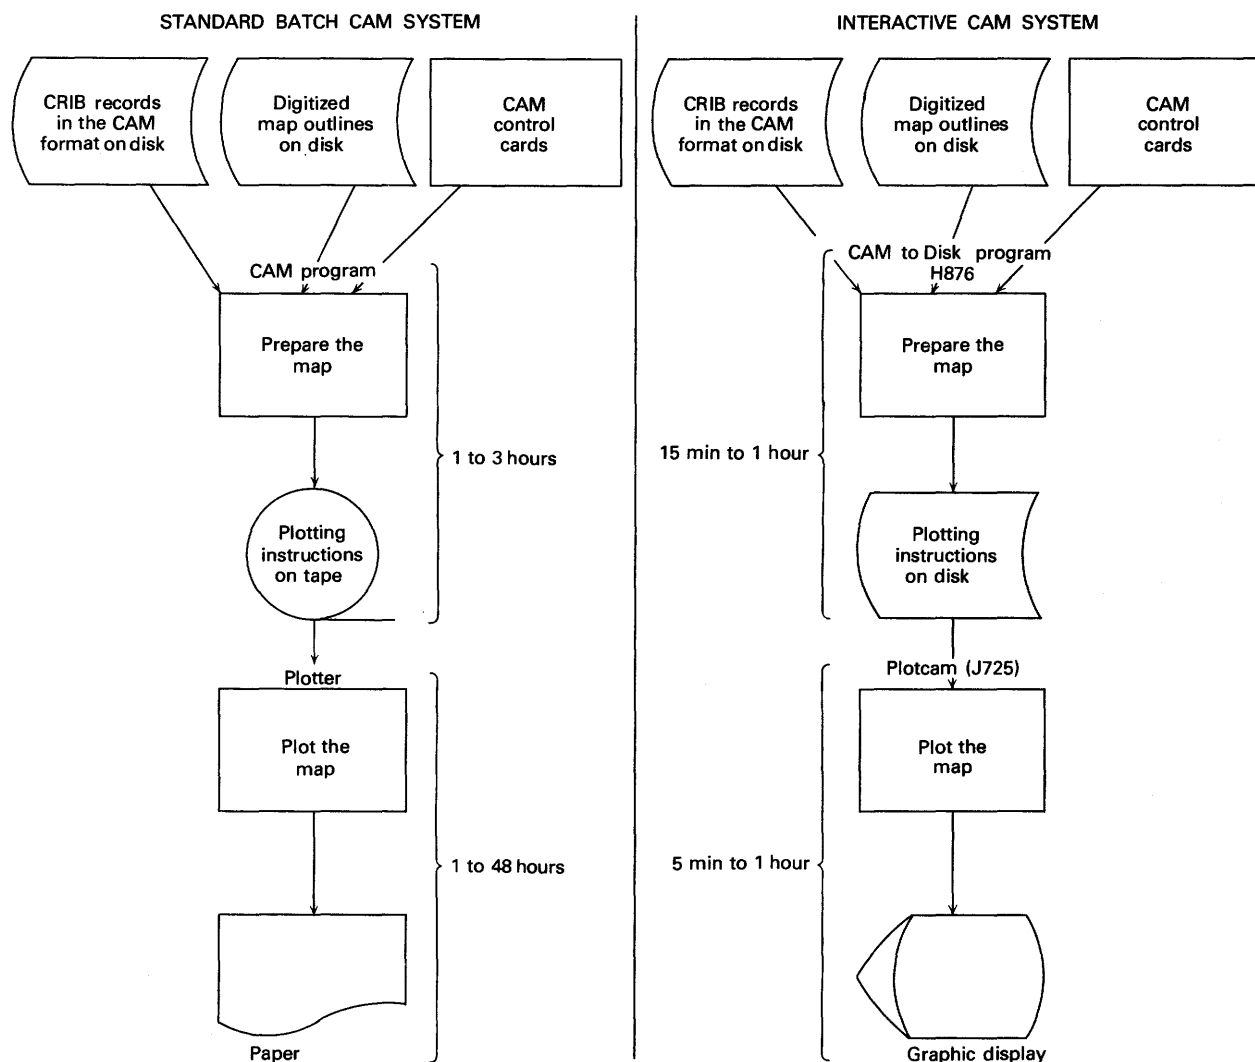 STANDARD BATCH CAM SYSTEM
CRIB records
in the CAM
format on disk
Digitized
map outlines
on disk
CAM
control
cards
CAM program
Prepare the
map
1 to 3 hours
Plotting
instructions
on tape
Plotter
Plot the
map
1 to 48 hours
Paper
INTERACTIVE CAM SYSTEM
CRIB records
in the CAM
format on disk
Digitized
map outlines
on disk
CAM
control
cards
CAM to Disk program
H876
Prepare the
map
15 min to 1 hour
Plotting
instructions
on disk
Plotcam (J725)
Plot the
map
5 min to 1 hour
Graphic display